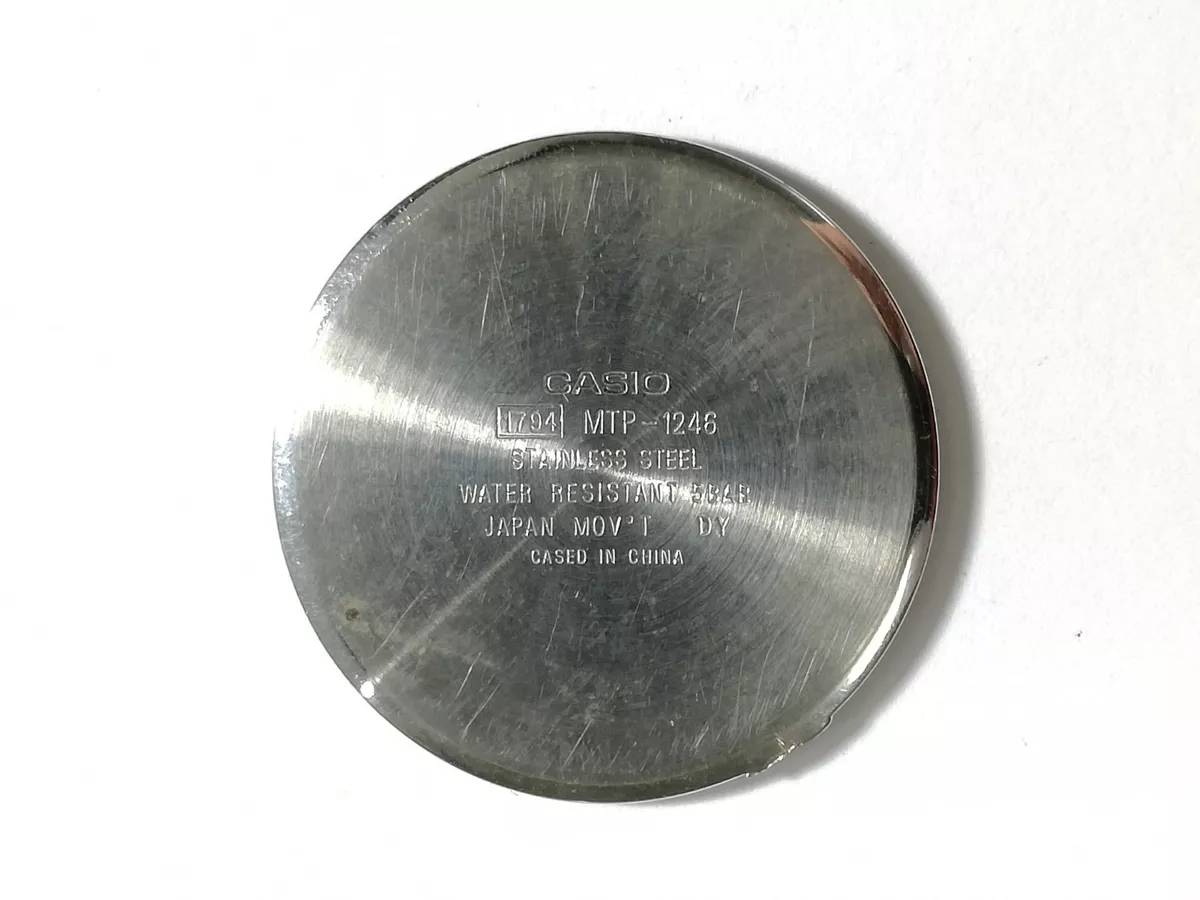 CASIO
1794 MTP-1246
STAINLESS STEEL
WATER RESISTANT 5BAR
JAPAN MOV'T DY
CASED IN CHINA